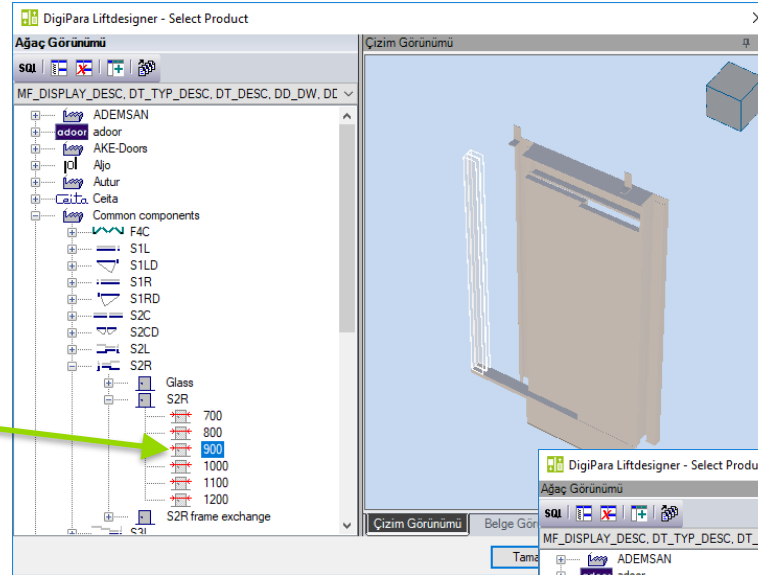 DigiPara Liftdesigner - Select Product
Ağaç Görünümü
Çizim Görünümü
SQL
MF_DISPLAY_DESC, DT_TYP_DESC, DT_DESC, DD_DW, DD
ADEMSAN
adoor adoor
AKE-Doors
Aljo
Autur
Ceita Ceita
Common components
F4C
S1L
S1LD
S1R
S1RD
S2C
S2CD
S2L
S2R
Glass
S2R
700
800
900
1000
1100
1200
S2R frame exchange
S3L
Çizim Görünümü
Belge Gör
Tama
DigiPara Liftdesigner - Select Produ
Ağaç Görünümü
SQL
MF_DISPLAY_DESC, DT_TYP_DESC, DT_
ADEMSAN
adoor